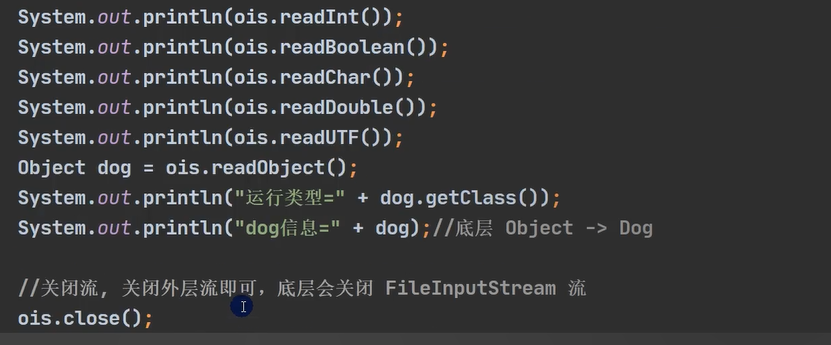 System.out.println(ois.readInt());
System.out.println(ois.readBoolean());
System.out.println(ois.readChar());
System.out.println(ois.readDouble());
System.out.println(ois.readUTF());
Object dog = ois.readObject();
System.out.println("运行类型=" + dog.getClass());
System.out.println("dog信息=" + dog);//底层 Object -> Dog
//关闭流, 关闭外层流即可，底层会关闭 FileInputStream 流
ois.close();